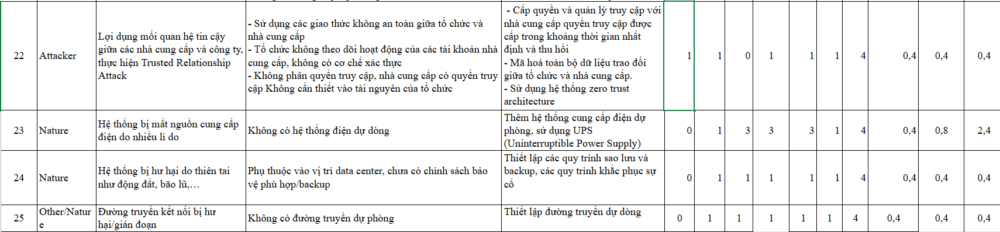 22
Attacker
Lợi dụng mối quan hệ tin cậy
giữa các nhà cung cấp và công ty,
thực hiện Trusted Relationship
Attack
- Sử dụng các giao thức không an toàn giữa tổ chức và
nhà cung cấp
- Tổ chức không theo dõi hoạt động của các tài khoản nhà
cung cấp, không có cơ chế xác thực
- Không phân quyền truy cập, nhà cung cấp có quyền truy
cập Không cần thiết vào tài nguyên của tổ chức
- Cấp quyền và quản lý truy cập với
nhà cung cấp quyền truy cập được
cấp trong khoảng thời gian nhất
định và thu hồi
- Mã hoá toàn bộ dữ liệu trao đổi
giữa tổ chức và nhà cung cấp.
- Sử dụng hệ thống zero trust
architecture
1 1 0 1 1 1 4 0,4 0,4 0,4
23
Nature
Hệ thống bị mất nguồn cung cấp
điện do nhiều lí do
Không có hệ thống điện dự dòng
Thêm hệ thống cung cấp điện dự
phòng, sử dụng UPS
(Uninterruptible Power Supply)
0 1 3 3 3 1 4 0,4 0,8 2,4
24
Nature
Hệ thống bị hư hại do thiên tai
như động đất, bão lũ,…
Phụ thuộc vào vị trí data center, chưa có chính sách bảo
vệ phù hợp/backup
Thiết lập các quy trình sao lưu và
backup, các quy trình khắc phục sự
cố
0 1 1 1 1 1 4 0,4 0,4 0,4
25
Other/Natur
e
Đường truyền kết nối bị hư
hại/gián đoạn
Không có đường truyền dự phòng
Thiết lập đường truyền dự dòng
0 1 1 1 1 1 4 0,4 0,4 0,4